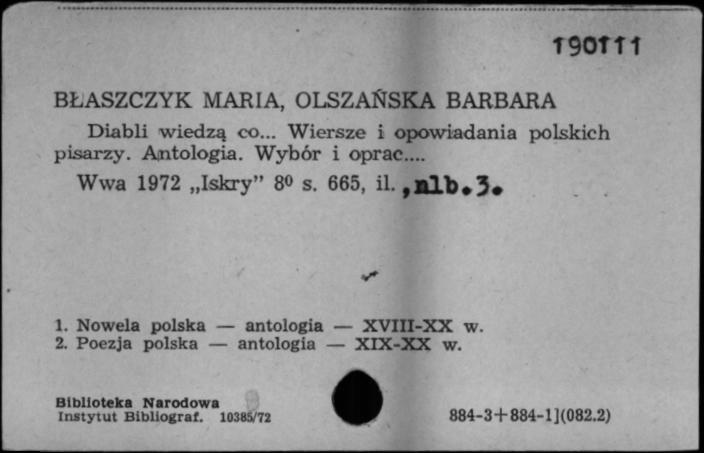 190111
BŁASZCZYK MARIA, OLSZAŃSKA BARBARA
Diabli wiedzą co... Wiersze i opowiadania polskich
pisarzy. Antologia. Wybór i oprac....
Wwa 1972 „Iskry” 8⁰ s. 665, il. , nlb. 3.
1. Nowela polska — antologia — XVIII-XX w.
2. Poezja polska — antologia — XIX-XX w.
Biblioteka Narodowa
Instytut Bibliograf. 10385/72
884-3+884-1](082.2)